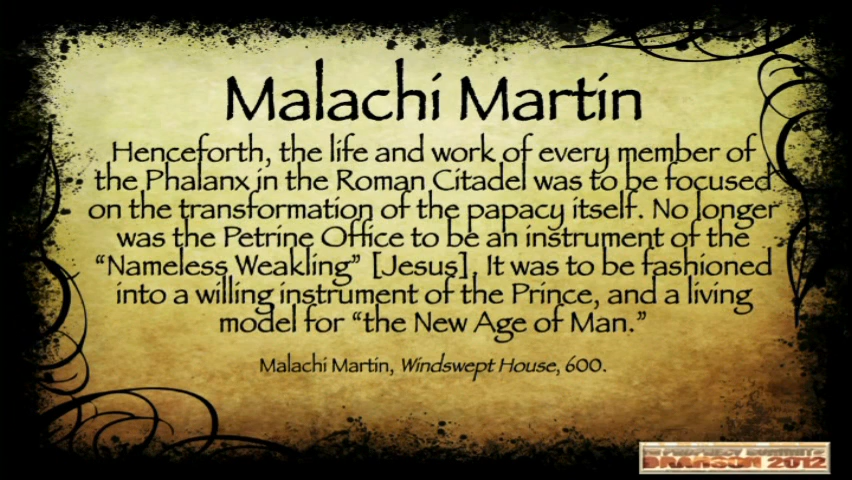 Malachi Martin
Henceforth, the life and work of every member of
the Phalanx in the Roman Citadel was to be focused
on the transformation of the papacy itself. No longer
was the Petrine Office to be an instrument of the
“Nameless Weakling” [Jesus]. It was to be fashioned
into a willing instrument of the Prince, and a living
model for “the New Age of Man.”
Malachi Martin, Windswept House, 600.
PROPHECY SUMMIT
BRANSON 2012